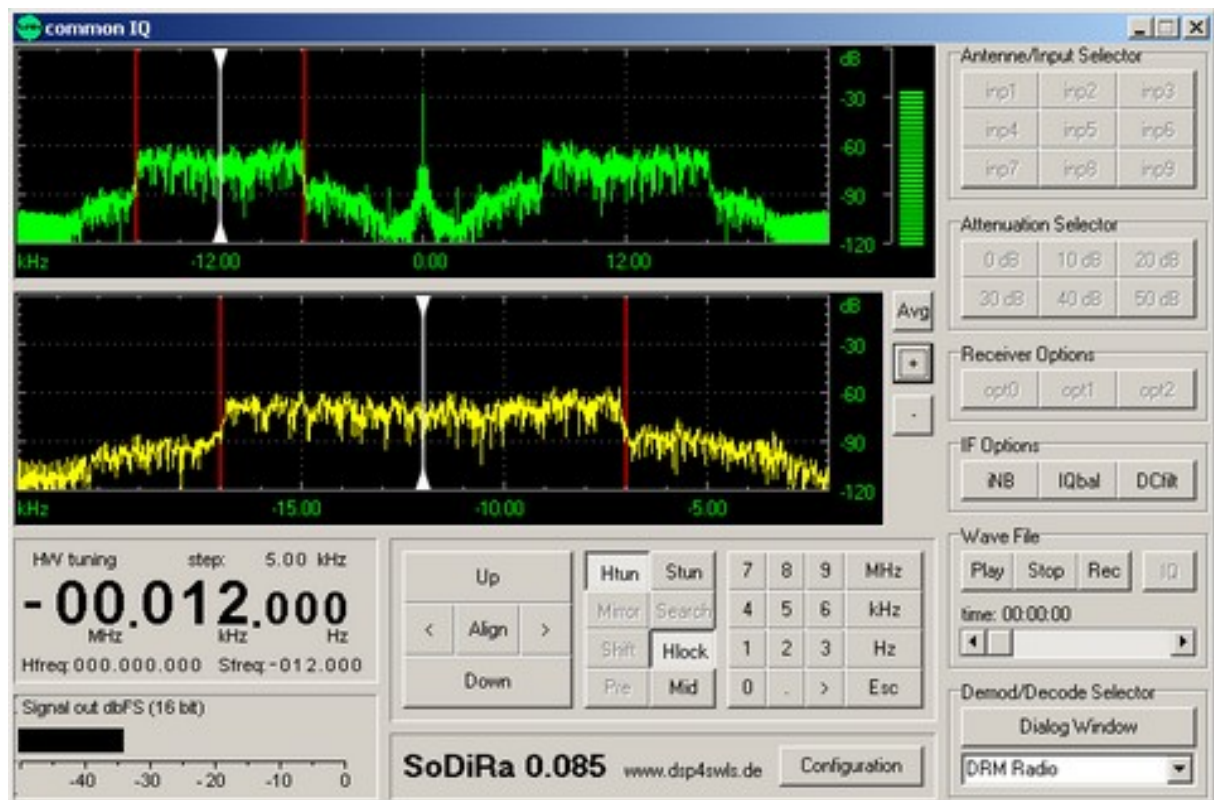 common IQ
dB
-30
-60
-90
-120
kHz -12.00 0.00 12.00
dB
-30
-60
-90
-120
kHz -15.00 -10.00 -5.00
Avg
+
-
Antenne/Input Selector
inp1 inp2 inp3
inp4 inp5 inp6
inp7 inp8 inp9
Attenuation Selector
0 dB 10 dB 20 dB
30 dB 40 dB 50 dB
Receiver Options
opt0 opt1 opt2
IF Options
iNB IQbal DCfilt
Wave File
Play Stop Rec IQ
time: 00:00:00
Demod/Decode Selector
Dialog Window
DRM Radio
HW tuning step: 5.00 kHz
-00.012.000
MHz kHz Hz
Hfreq:000.000.000 Sfreq:-012.000
Signal out dbFS (16 bit)
-40 -30 -20 -10 0
Up
< Align >
Down
Htun Stun
Mirror Search
Shift Hlock
Pre Mid
7 8 9 MHz
4 5 6 kHz
1 2 3 Hz
0 . > Esc
SoDiRa 0.085 www.dsp4swls.de Configuration